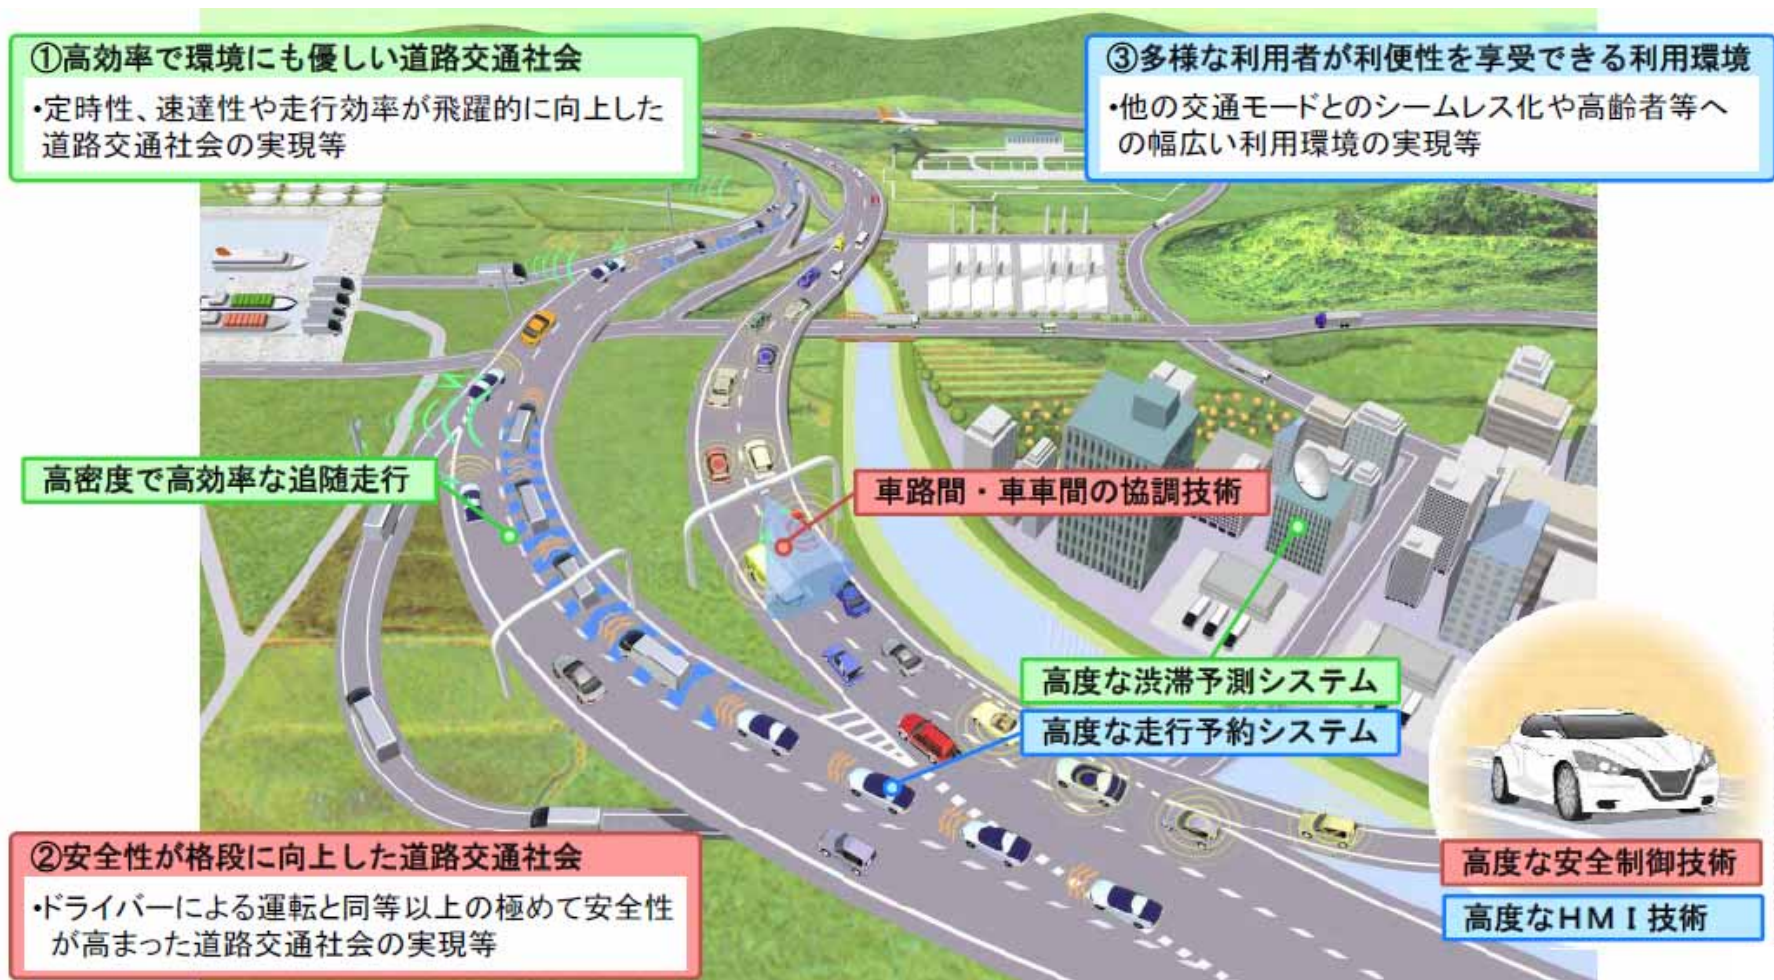 ①高効率で環境にも優しい道路交通社会
・定時性、速達性や走行効率が飛躍的に向上した
道路交通社会の実現等
③多様な利用者が利便性を享受できる利用環境
・他の交通モードとのシームレス化や高齢者等へ
の幅広い利用環境の実現等
高密度で高効率な追随走行
車路間・車車間の協調技術
高度な渋滞予測システム
高度な走行予約システム
②安全性が格段に向上した道路交通社会
・ドライバーによる運転と同等以上の極めて安全性
が高まった道路交通社会の実現等
高度な安全制御技術
高度なHMI技術